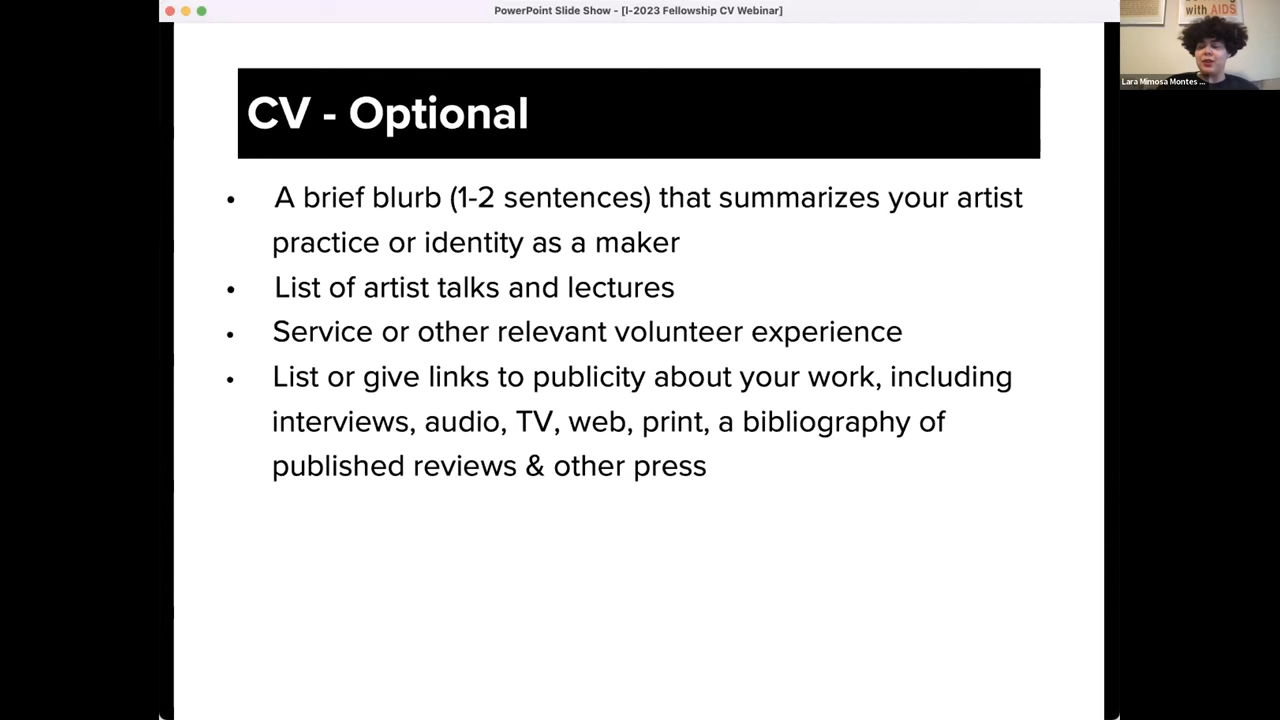 PowerPoint Slide Show - [I-2023 Fellowship CV Webinar]
with AIDS
Lara Mimosa Montes ...
CV - Optional
• A brief blurb (1-2 sentences) that summarizes your artist
practice or identity as a maker
• List of artist talks and lectures
• Service or other relevant volunteer experience
• List or give links to publicity about your work, including
interviews, audio, TV, web, print, a bibliography of
published reviews & other press